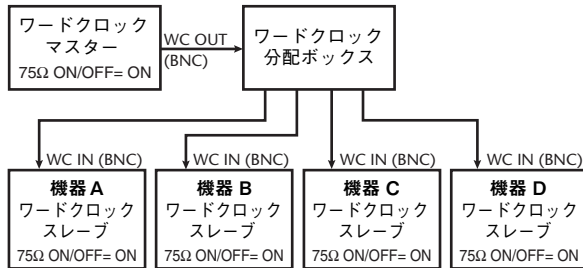 ワードクロック
マスター
75Ω ON/OFF= ON
WC OUT
(BNC)
ワードクロック
分配ボックス
WC IN (BNC)
機器 A
ワードクロック
スレーブ
75Ω ON/OFF= ON
WC IN (BNC)
機器 B
ワードクロック
スレーブ
75Ω ON/OFF= ON
WC IN (BNC)
機器 C
ワードクロック
スレーブ
75Ω ON/OFF= ON
WC IN (BNC)
機器 D
ワードクロック
スレーブ
75Ω ON/OFF= ON